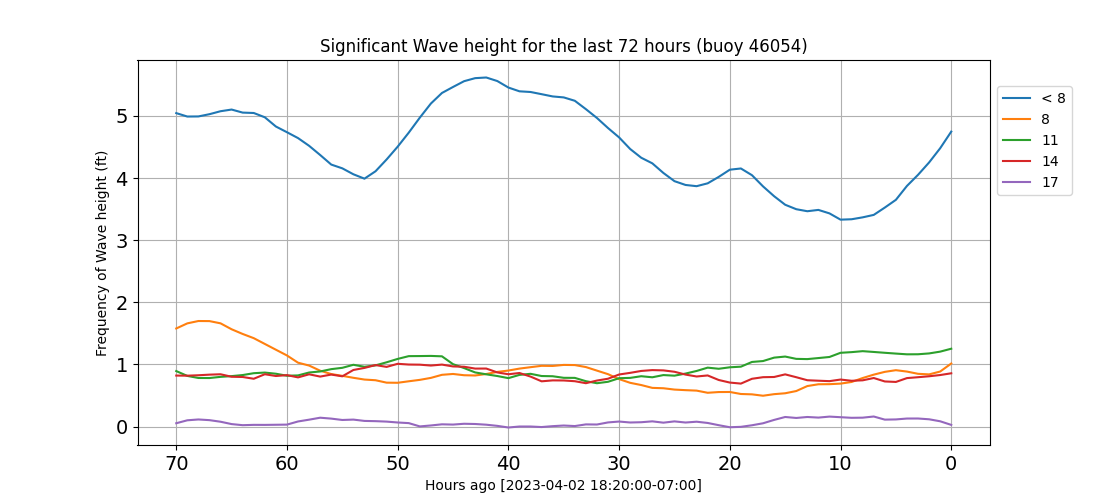 Significant Wave height for the last 72 hours (buoy 46054)
Frequency of Wave height (ft)
5
4
3
2
1
0
70 60 50 40 30 20 10 0
Hours ago [2023-04-02 18:20:00-07:00]
< 8
8
11
14
17